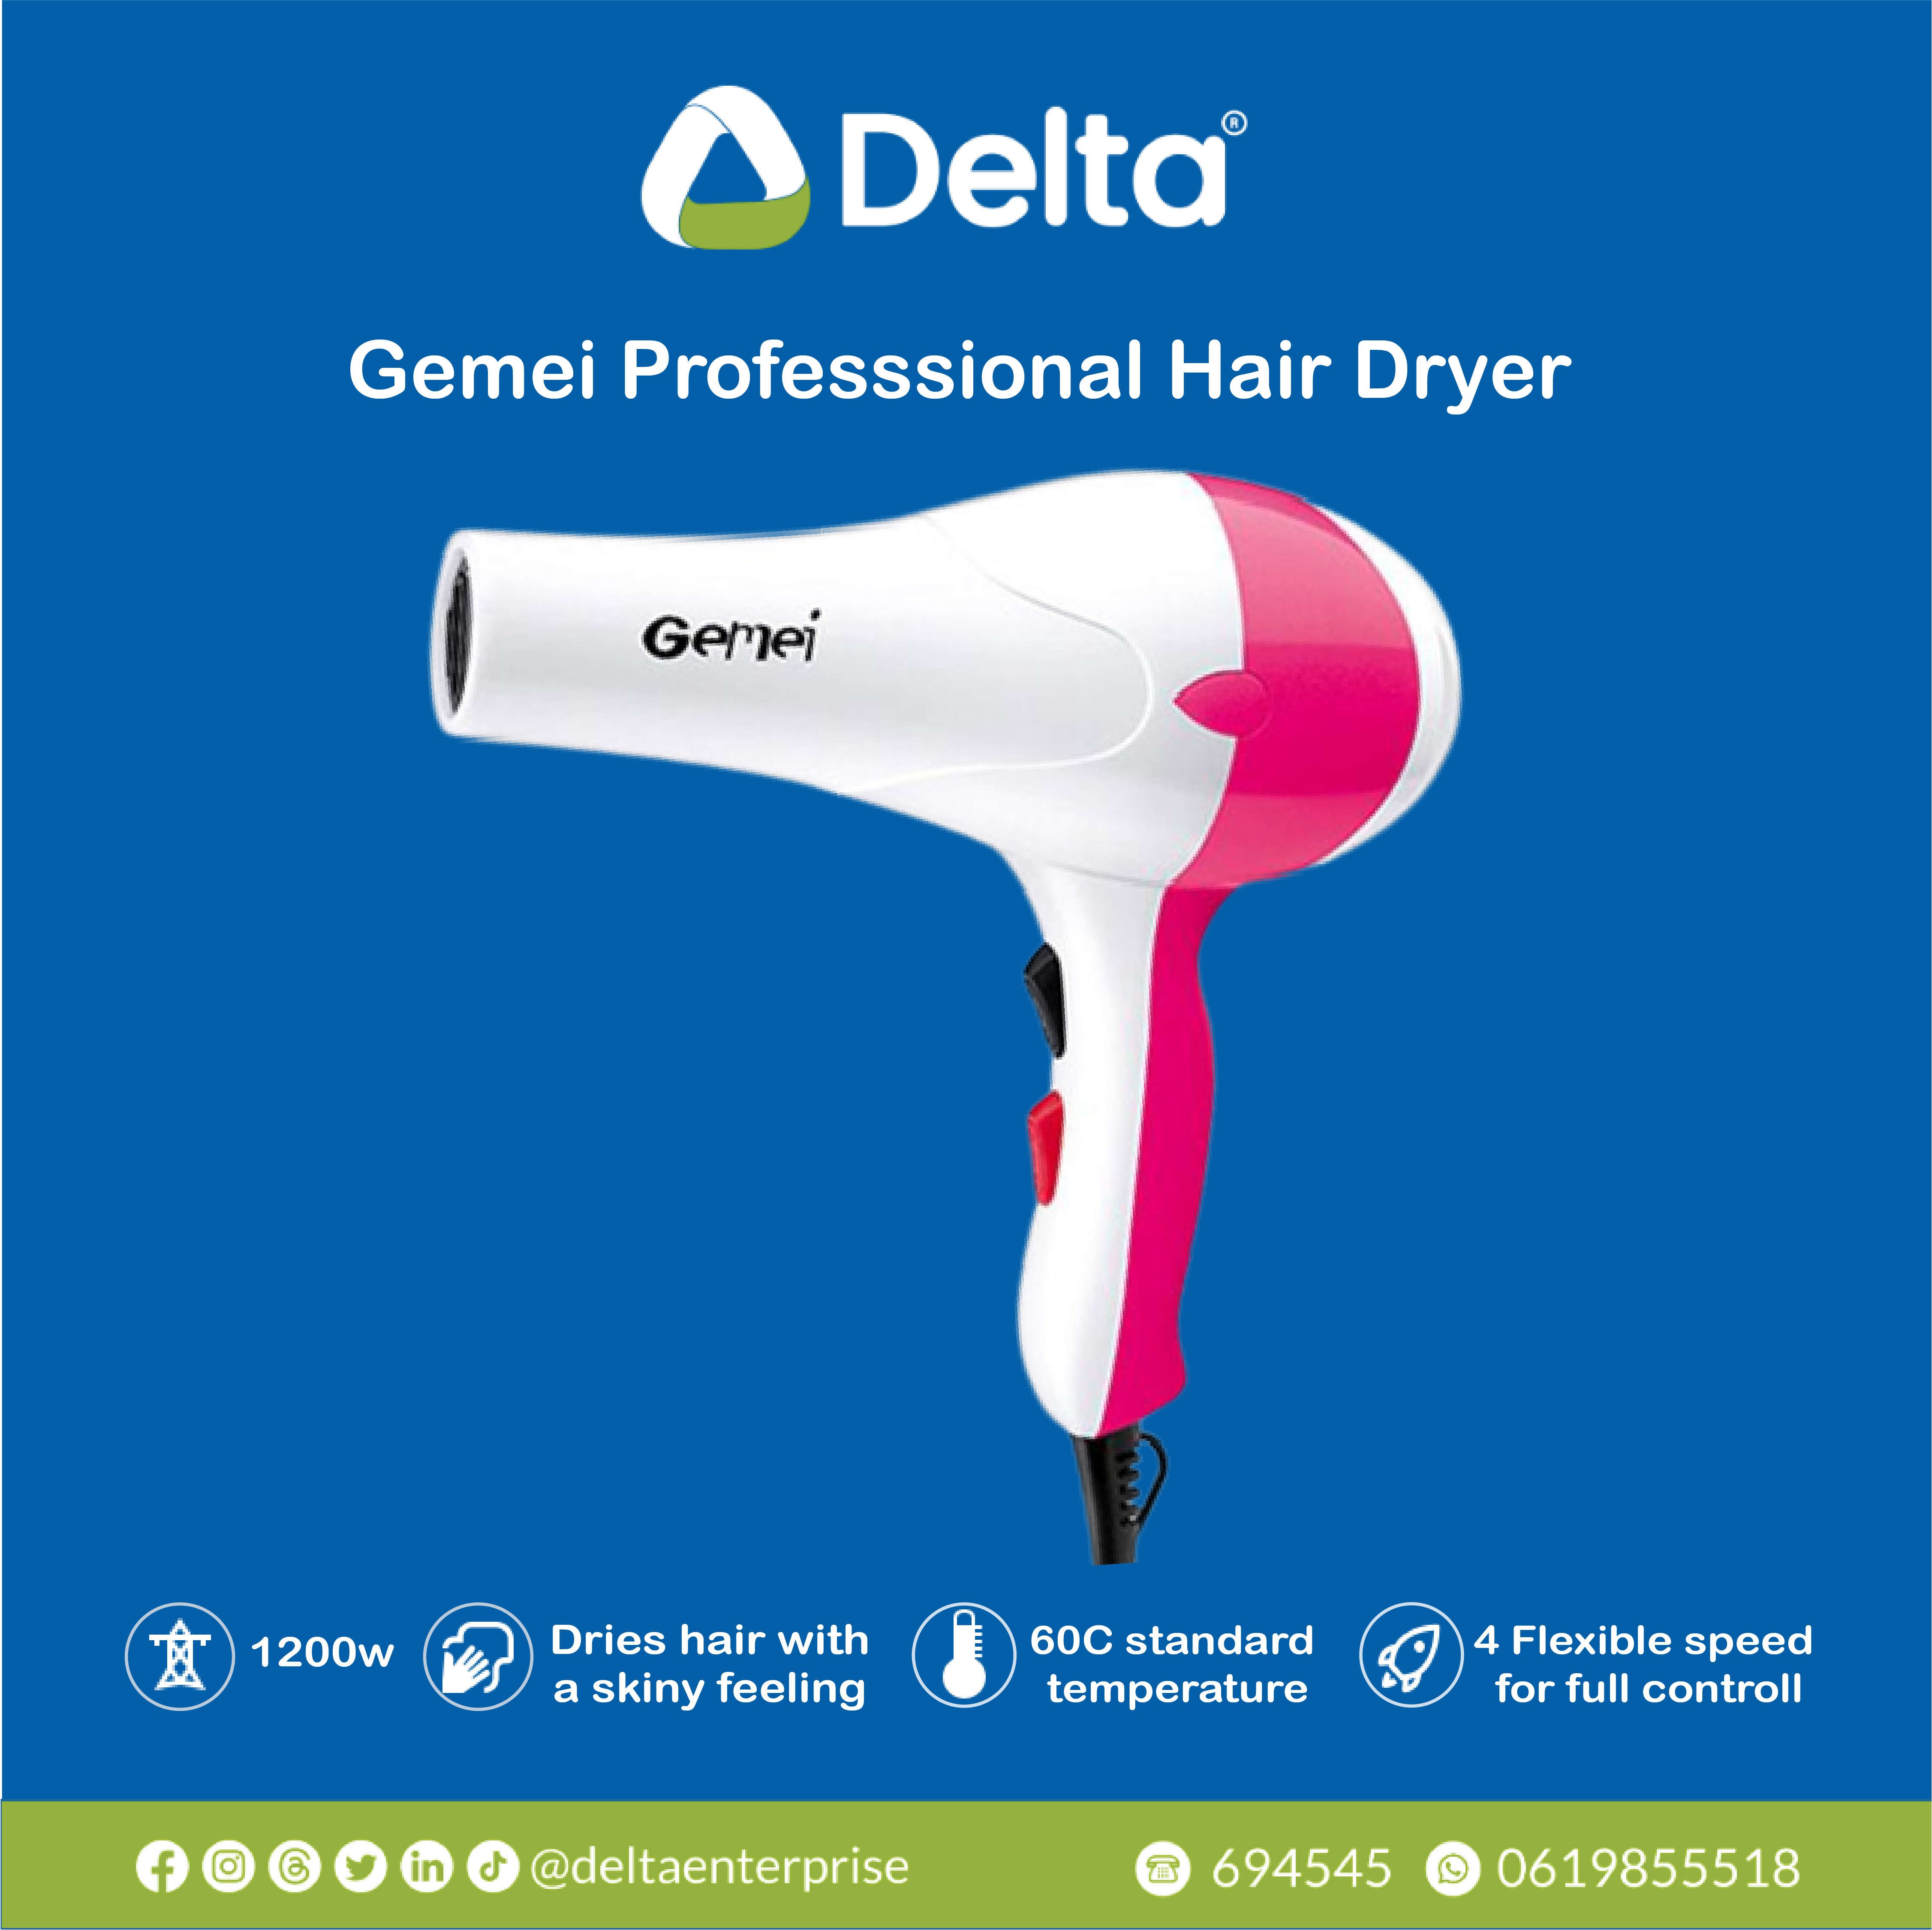 Delta®
Gemei Professsional Hair Dryer
Gemei
1200w
Dries hair with
a skiny feeling
60C standard
temperature
4 Flexible speed
for full controll
@deltaenterprise
694545
0619855518